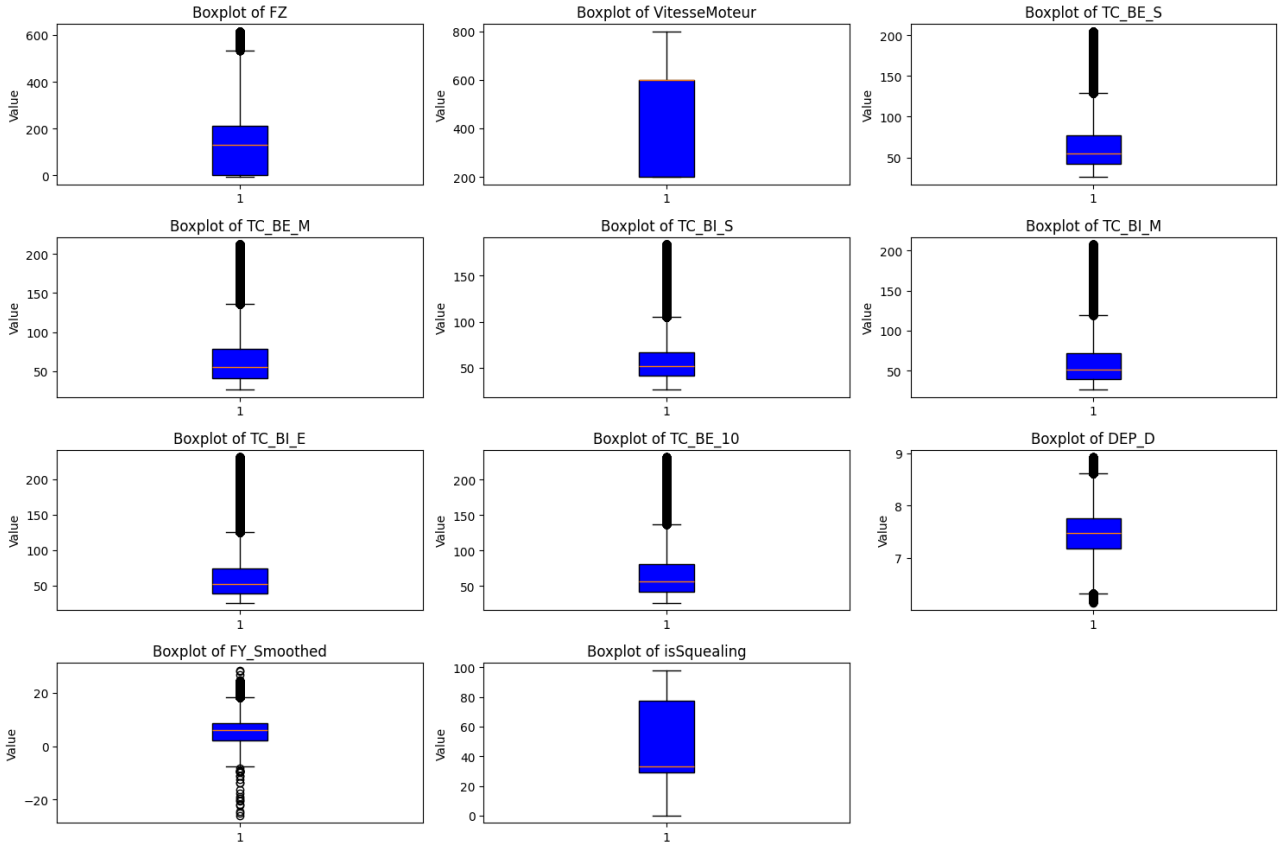 Boxplot of FZ
Value
600
400
200
0
1
Boxplot of VitesseMoteur
Value
800
600
400
200
1
Boxplot of TC_BE_S
Value
200
150
100
50
1
Boxplot of TC_BE_M
Value
200
150
100
50
1
Boxplot of TC_BI_S
Value
150
100
50
1
Boxplot of TC_BI_M
Value
200
150
100
50
1
Boxplot of TC_BI_E
Value
200
150
100
50
1
Boxplot of TC_BE_10
Value
200
150
100
50
1
Boxplot of DEP_D
Value
9
8
7
1
Boxplot of FY_Smoothed
Value
20
0
−20
1
Boxplot of isSquealing
Value
100
80
60
40
20
0
1